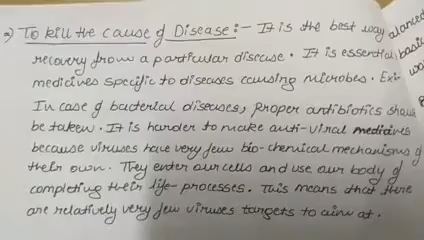 2) To kill the cause of Disease :- It is the best way
recovery from a particular disease. It is essential,
medicines specific to diseases causing microbes. Ex:-
In case of bacterial diseases, proper antibiotics
be taken. It is harder to make anti-viral medicines
because viruses have very few bio-chemical mechanisms of
their own. They enter our cells and use our body of
completing their life-processes. This means that there
are relatively very few viruses targets to aim at.